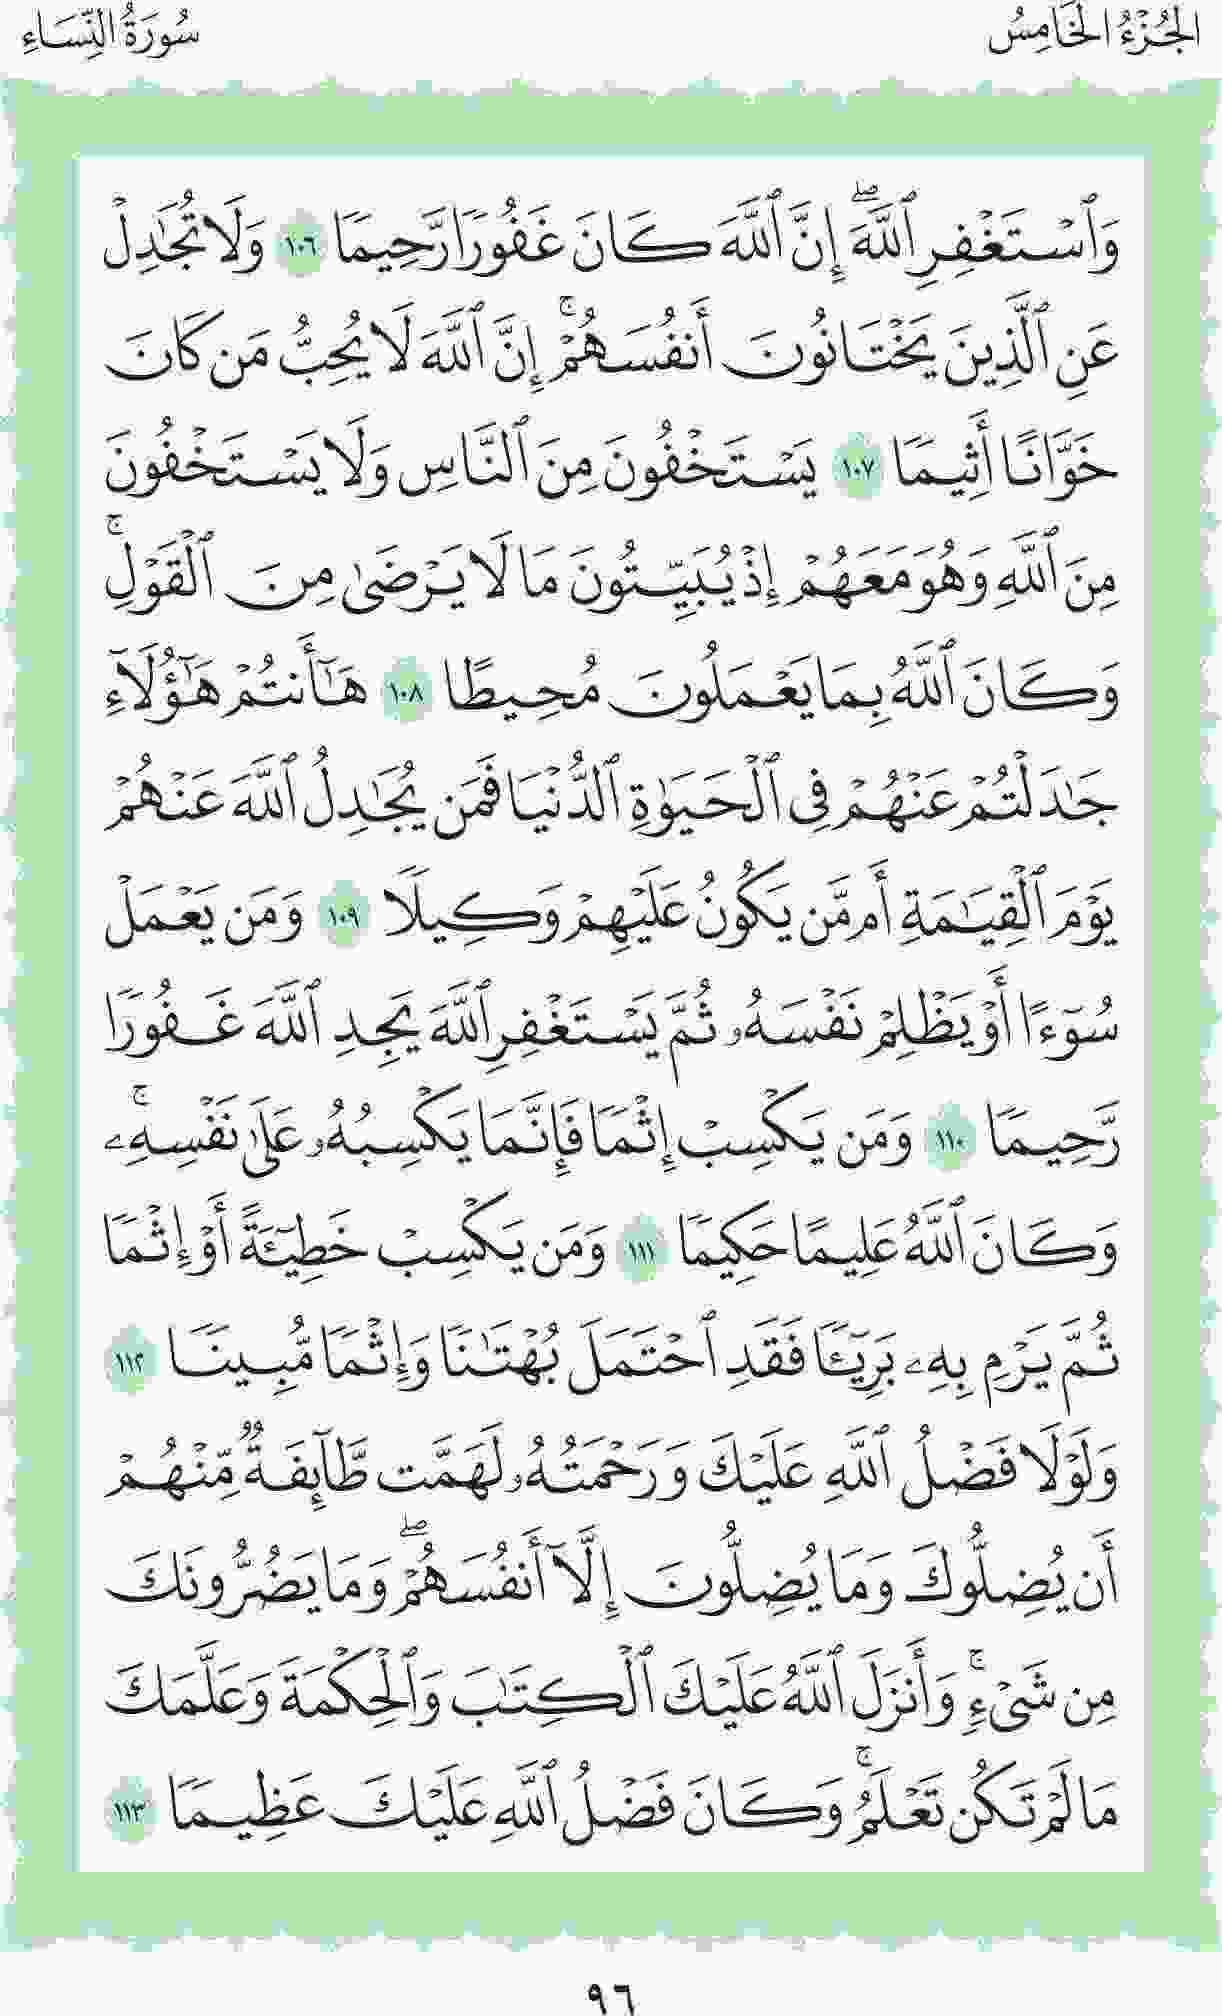 الجُزْءُ الخَامِسُ
سُورَةُ النِّسَاءِ
وَٱسۡتَغۡفِرِ ٱللَّهَۖ إِنَّ ٱللَّهَ كَانَ غَفُورٗا رَّحِيمٗا ١٠٦ وَلَا تُجَٰدِلۡ
عَنِ ٱلَّذِينَ يَخۡتَانُونَ أَنفُسَهُمۡۚ إِنَّ ٱللَّهَ لَا يُحِبُّ مَن كَانَ
خَوَّانًا أَثِيمٗا ١٠٧ يَسۡتَخۡفُونَ مِنَ ٱلنَّاسِ وَلَا يَسۡتَخۡفُونَ
مِنَ ٱللَّهِ وَهُوَ مَعَهُمۡ إِذۡ يُبَيِّتُونَ مَا لَا يَرۡضَىٰ مِنَ ٱلۡقَوۡلِۚ
وَكَانَ ٱللَّهُ بِمَا يَعۡمَلُونَ مُحِيطًا ١٠٨ هَٰٓأَنتُمۡ هَٰٓؤُلَآءِ
جَٰدَلۡتُمۡ عَنۡهُمۡ فِي ٱلۡحَيَوٰةِ ٱلدُّنۡيَا فَمَن يُجَٰدِلُ ٱللَّهَ عَنۡهُمۡ
يَوۡمَ ٱلۡقِيَٰمَةِ أَم مَّن يَكُونُ عَلَيۡهِمۡ وَكِيلٗا ١٠٩ وَمَن يَعۡمَلۡ
سُوٓءًا أَوۡ يَظۡلِمۡ نَفۡسَهُۥ ثُمَّ يَسۡتَغۡفِرِ ٱللَّهَ يَجِدِ ٱللَّهَ غَفُورٗا
رَّحِيمٗا ١١٠ وَمَن يَكۡسِبۡ إِثۡمٗا فَإِنَّمَا يَكۡسِبُهُۥ عَلَىٰ نَفۡسِهِۦۚ
وَكَانَ ٱللَّهُ عَلِيمًا حَكِيمٗا ١١١ وَمَن يَكۡسِبۡ خَطِيٓـَٔةً أَوۡ إِثۡمٗا
ثُمَّ يَرۡمِ بِهِۦ بَرِيٓـٔٗا فَقَدِ ٱحۡتَمَلَ بُهۡتَٰنٗا وَإِثۡمٗا مُّبِينٗا ١١٢
وَلَوۡلَا فَضۡلُ ٱللَّهِ عَلَيۡكَ وَرَحۡمَتُهُۥ لَهَمَّت طَّآئِفَةٞ مِّنۡهُمۡ
أَن يُضِلُّوكَ وَمَا يُضِلُّونَ إِلَّآ أَنفُسَهُمۡۖ وَمَا يَضُرُّونَكَ
مِن شَيۡءٖۚ وَأَنزَلَ ٱللَّهُ عَلَيۡكَ ٱلۡكِتَٰبَ وَٱلۡحِكۡمَةَ وَعَلَّمَكَ
مَا لَمۡ تَكُن تَعۡلَمُۚ وَكَانَ فَضۡلُ ٱللَّهِ عَلَيۡكَ عَظِيمٗا ١١٣
٩٦